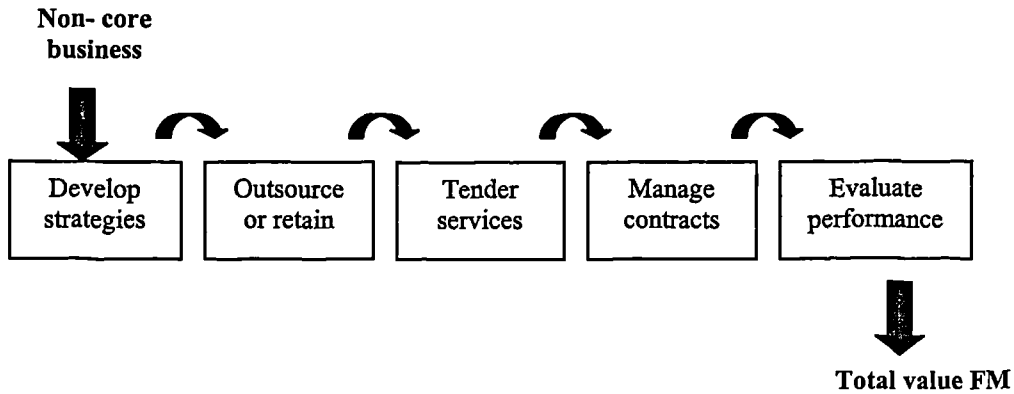 Non- core
business
Develop
strategies
Outsource
or retain
Tender
services
Manage
contracts
Evaluate
performance
Total value FM